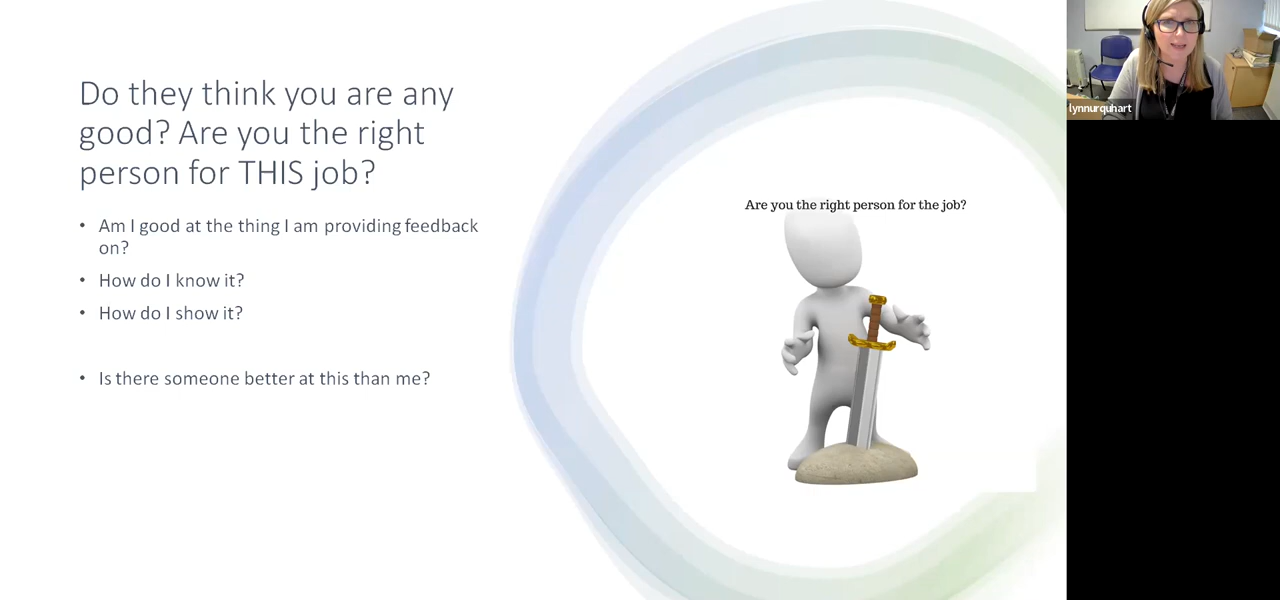 Do they think you are any
good? Are you the right
person for THIS job?
• Am I good at the thing I am providing feedback
on?
• How do I know it?
• How do I show it?
• Is there someone better at this than me?
Are you the right person for the job?
lynnurquhart